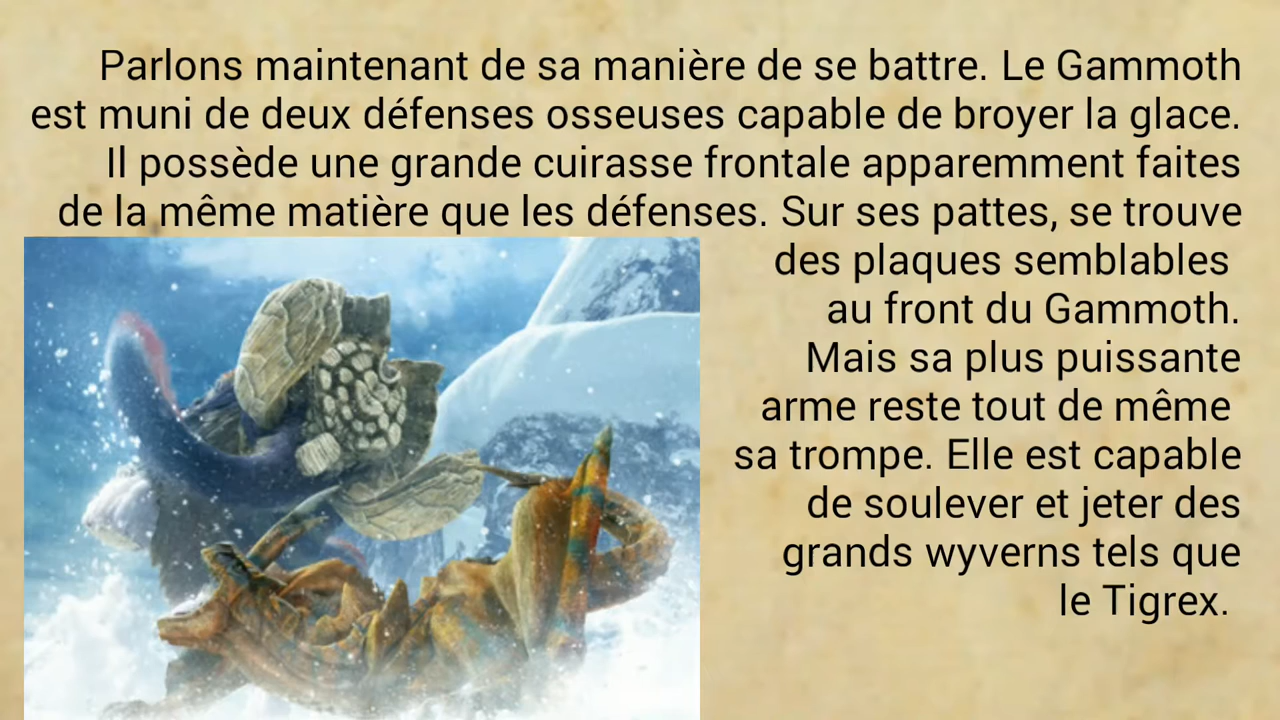 Parlons maintenant de sa manière de se battre. Le Gammoth
est muni de deux défenses osseuses capable de broyer la glace.
Il possède une grande cuirasse frontale apparemment faites
de la même matière que les défenses. Sur ses pattes, se trouve
des plaques semblables
au front du Gammoth.
Mais sa plus puissante
arme reste tout de même
sa trompe. Elle est capable
de soulever et jeter des
grands wyverns tels que
le Tigrex.